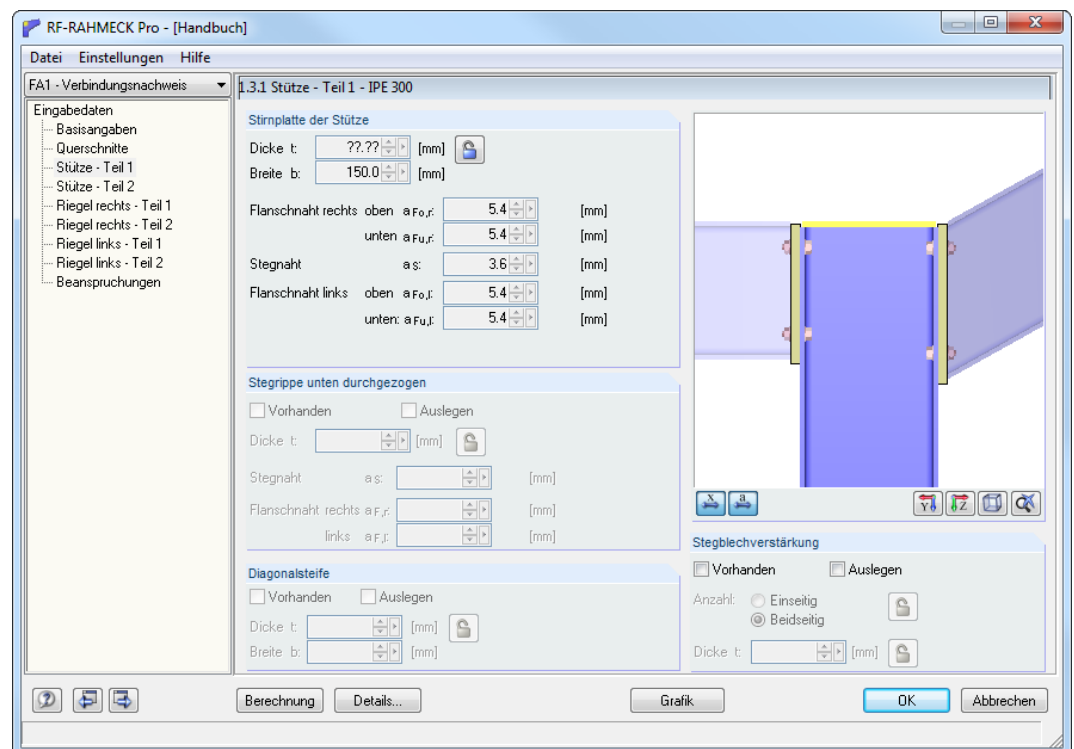 RF-RAHMECK Pro - [Handbuch]
Datei Einstellungen Hilfe
FA1 - Verbindungsnachweis
Eingabedaten
Basisangaben
Querschnitte
Stütze - Teil 1
Stütze - Teil 2
Riegel rechts - Teil 1
Riegel rechts - Teil 2
Riegel links - Teil 1
Riegel links - Teil 2
Beanspruchungen
1.3.1 Stütze - Teil 1 - IPE 300
Stirnplatte der Stütze
Dicke t: ??.?? [mm]
Breite b: 150.0 [mm]
Flanschnaht rechts oben aFo,r: 5.4 [mm]
unten aFu,r: 5.4 [mm]
Stegnaht as: 3.6 [mm]
Flanschnaht links oben aFo,l: 5.4 [mm]
unten: aFu,l: 5.4 [mm]
Stegrippe unten durchgezogen
Vorhanden Auslegen
Dicke t: [mm]
Stegnaht as: [mm]
Flanschnaht rechts aF,r: [mm]
links aF,l: [mm]
Diagonalsteife
Vorhanden Auslegen
Dicke t: [mm]
Breite b: [mm]
x a Y Z
Stegblechverstärkung
Vorhanden Auslegen
Anzahl: Einseitig
Beidseitig
Dicke t: [mm]
Berechnung Details... Grafik OK Abbrechen